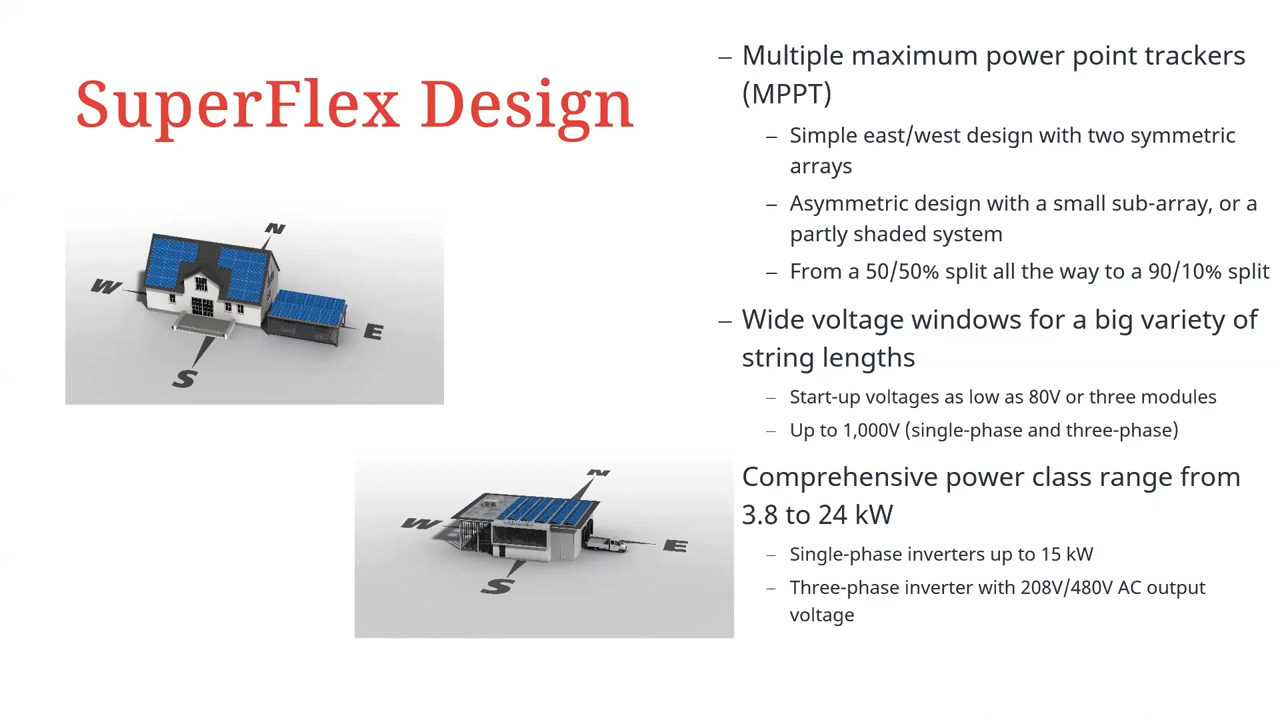 SuperFlex Design
N
W
E
S
N
W
E
S
– Multiple maximum power point trackers
(MPPT)
– Simple east/west design with two symmetric
arrays
– Asymmetric design with a small sub-array, or a
partly shaded system
– From a 50/50% split all the way to a 90/10% split
– Wide voltage windows for a big variety of
string lengths
– Start-up voltages as low as 80V or three modules
– Up to 1,000V (single-phase and three-phase)
Comprehensive power class range from
3.8 to 24 kW
– Single-phase inverters up to 15 kW
– Three-phase inverter with 208V/480V AC output
voltage